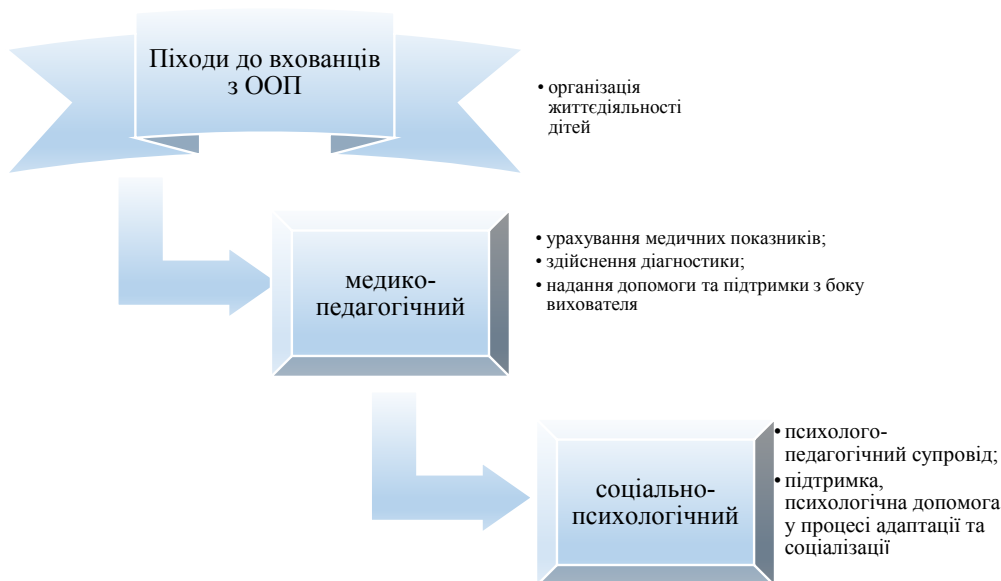 Піходи до вхованців
з ООП
• організація
життєдіяльності
дітей
медико-
педагогічний
• урахування медичних показників;
• здійснення діагностики;
• надання допомоги та підтримки з боку
вихователя
соціально-
психологічний
• психолого-
педагогічний супровід;
• підтримка,
психологічна допомога
у процесі адаптації та
соціалізації